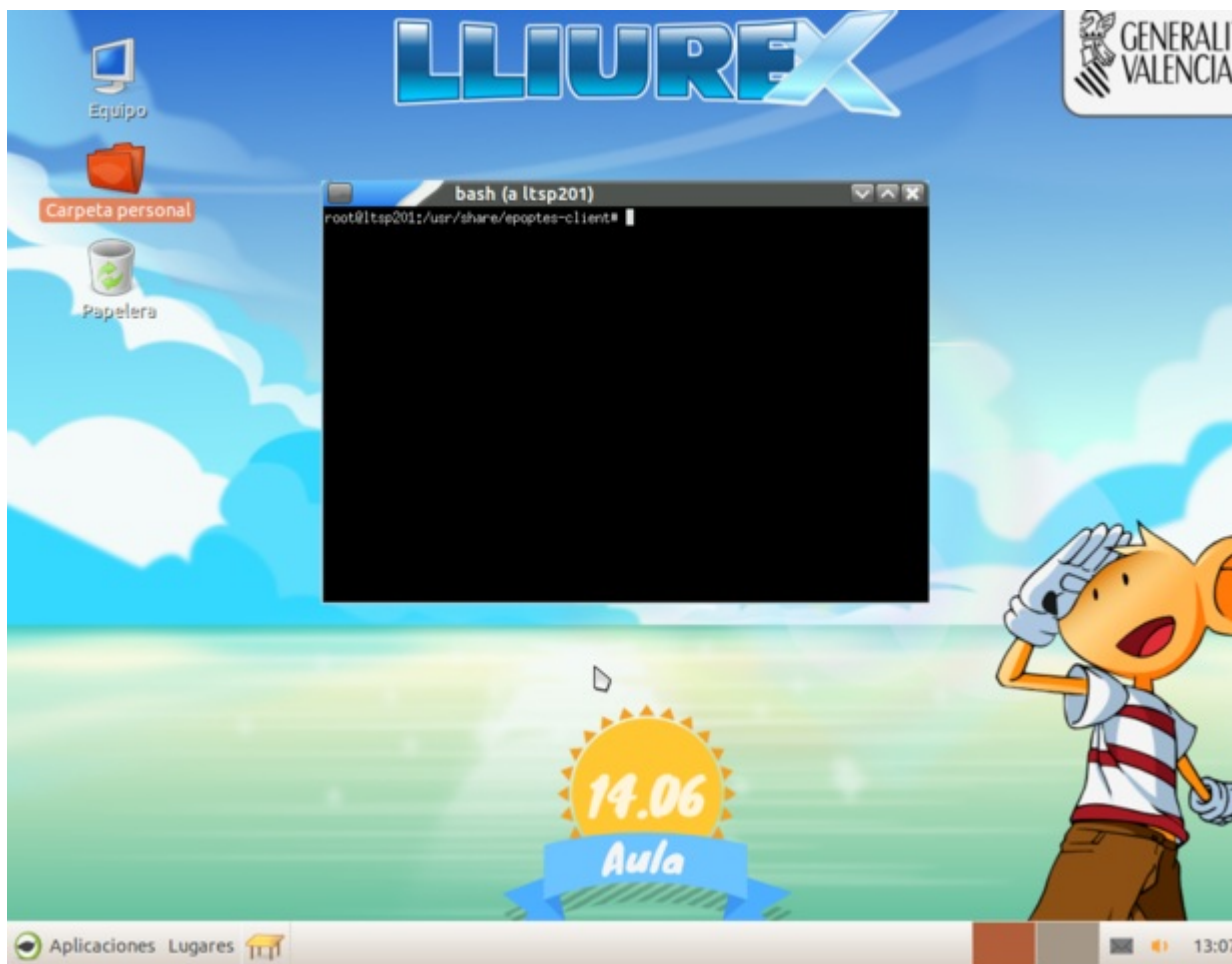 LLIUREX
GENERALI
VALENCIA
Equipo
Carpeta personal
Papelera
bash (a ltsp201)
root@ltsp201:/usr/share/epoptes-client#
14.06
Aula
Aplicaciones Lugares
13:07